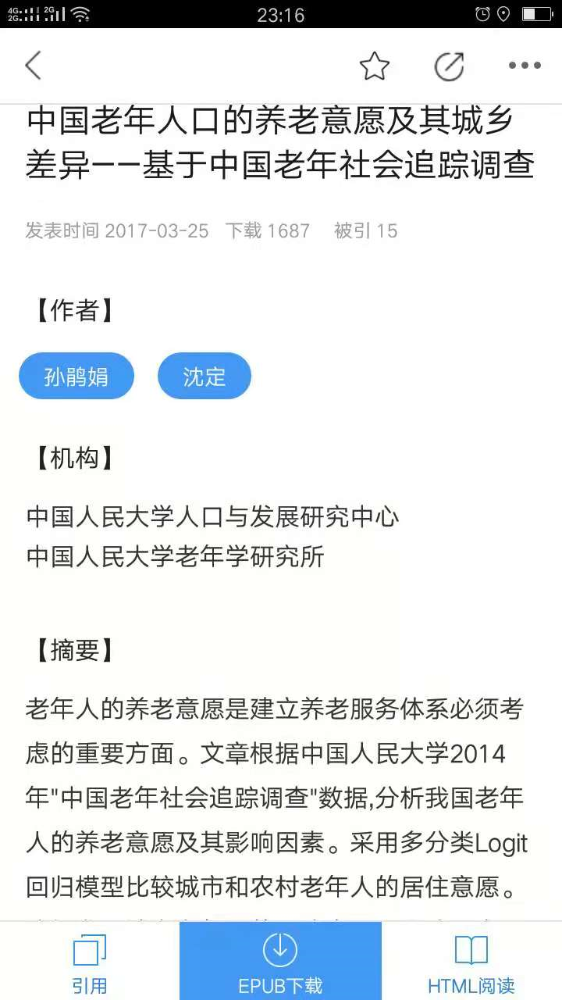 4G 2G 2G 23:16
中国老年人口的养老意愿及其城乡
差异——基于中国老年社会追踪调查
发表时间 2017-03-25 下载 1687 被引 15
【作者】
孙鹃娟 沈定
【机构】
中国人民大学人口与发展研究中心
中国人民大学老年学研究所
【摘要】
老年人的养老意愿是建立养老服务体系必须考
虑的重要方面。文章根据中国人民大学2014
年"中国老年社会追踪调查"数据,分析我国老年
人的养老意愿及其影响因素。采用多分类Logit
回归模型比较城市和农村老年人的居住意愿。
引用 EPUB下载 HTML阅读